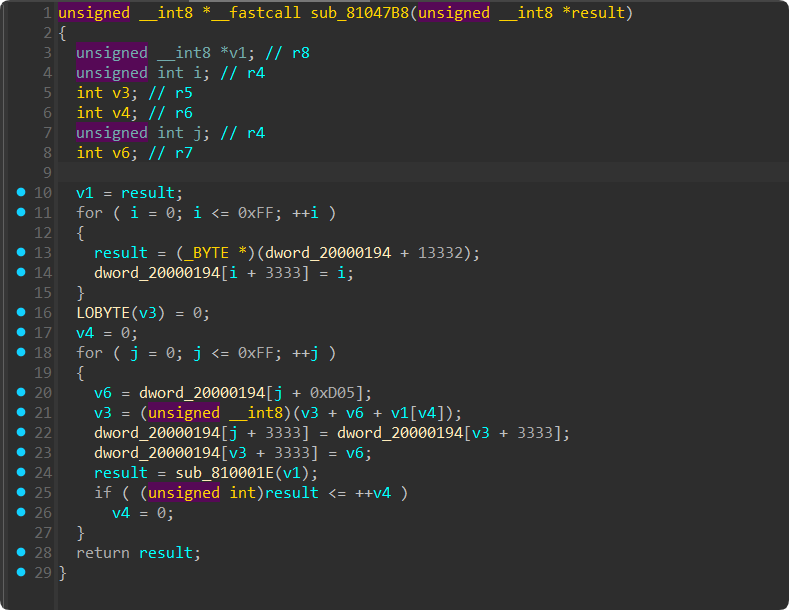 1 unsigned __int8 *__fastcall sub_81047B8(unsigned __int8 *result)
2 {
3   unsigned __int8 *v1; // r8
4   unsigned int i; // r4
5   int v3; // r5
6   int v4; // r6
7   unsigned int j; // r4
8   int v6; // r7
9
10   v1 = result;
11   for ( i = 0; i <= 0xFF; ++i )
12   {
13     result = (_BYTE *)(dword_20000194 + 13332);
14     dword_20000194[i + 3333] = i;
15   }
16   LOBYTE(v3) = 0;
17   v4 = 0;
18   for ( j = 0; j <= 0xFF; ++j )
19   {
20     v6 = dword_20000194[j + 0xD05];
21     v3 = (unsigned __int8)(v3 + v6 + v1[v4]);
22     dword_20000194[j + 3333] = dword_20000194[v3 + 3333];
23     dword_20000194[v3 + 3333] = v6;
24     result = sub_810001E(v1);
25     if ( (unsigned int)result <= ++v4 )
26       v4 = 0;
27   }
28   return result;
29 }